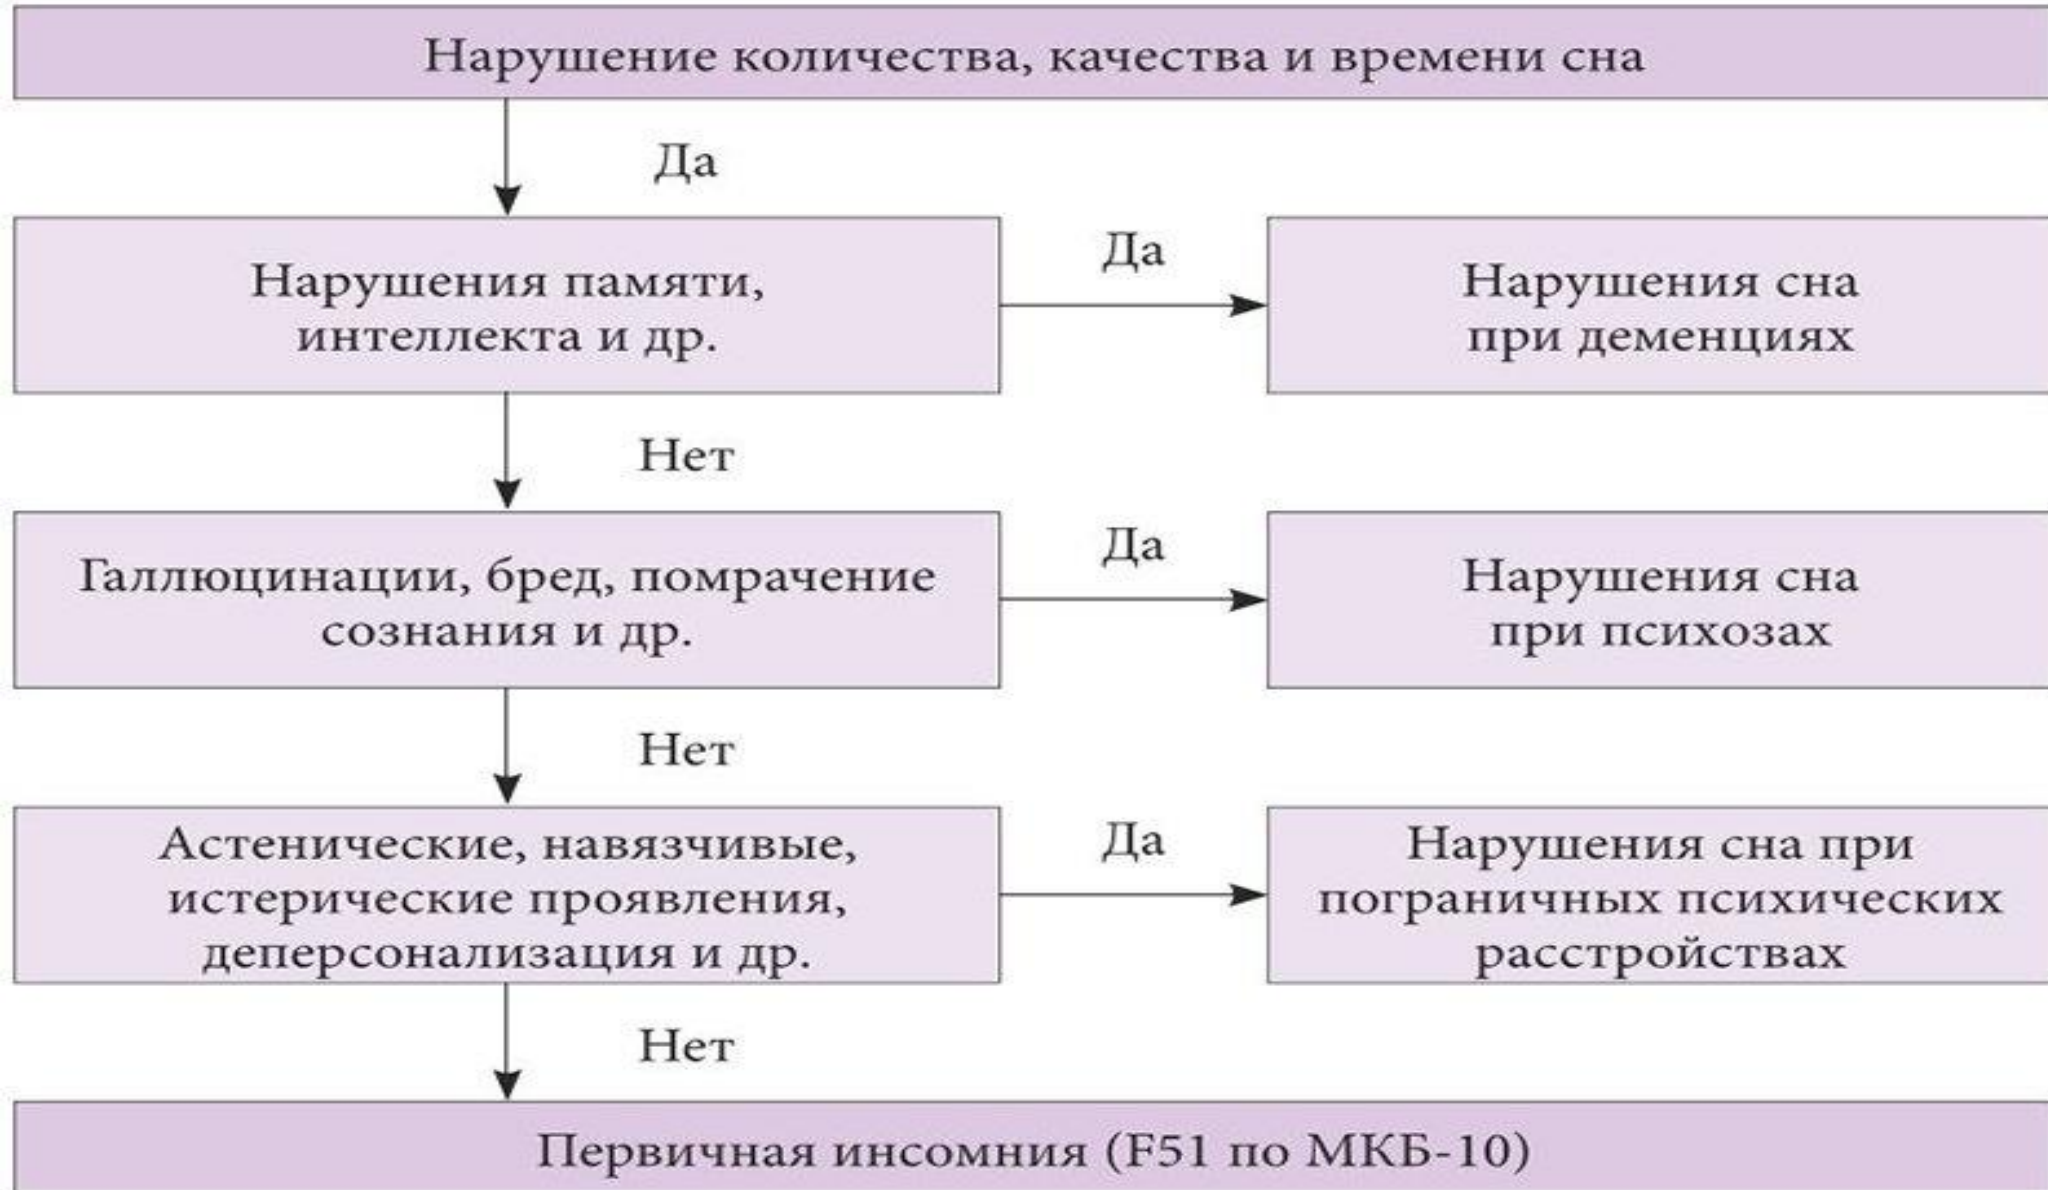 Нарушение количества, качества и времени сна
Да
Нарушения памяти,
интеллекта и др.
Да
Нарушения сна
при деменциях
Нет
Галлюцинации, бред, помрачение
сознания и др.
Да
Нарушения сна
при психозах
Нет
Астенические, навязчивые,
истерические проявления,
деперсонализация и др.
Да
Нарушения сна при
пограничных психических
расстройствах
Нет
Первичная инсомния (F51 по МКБ-10)